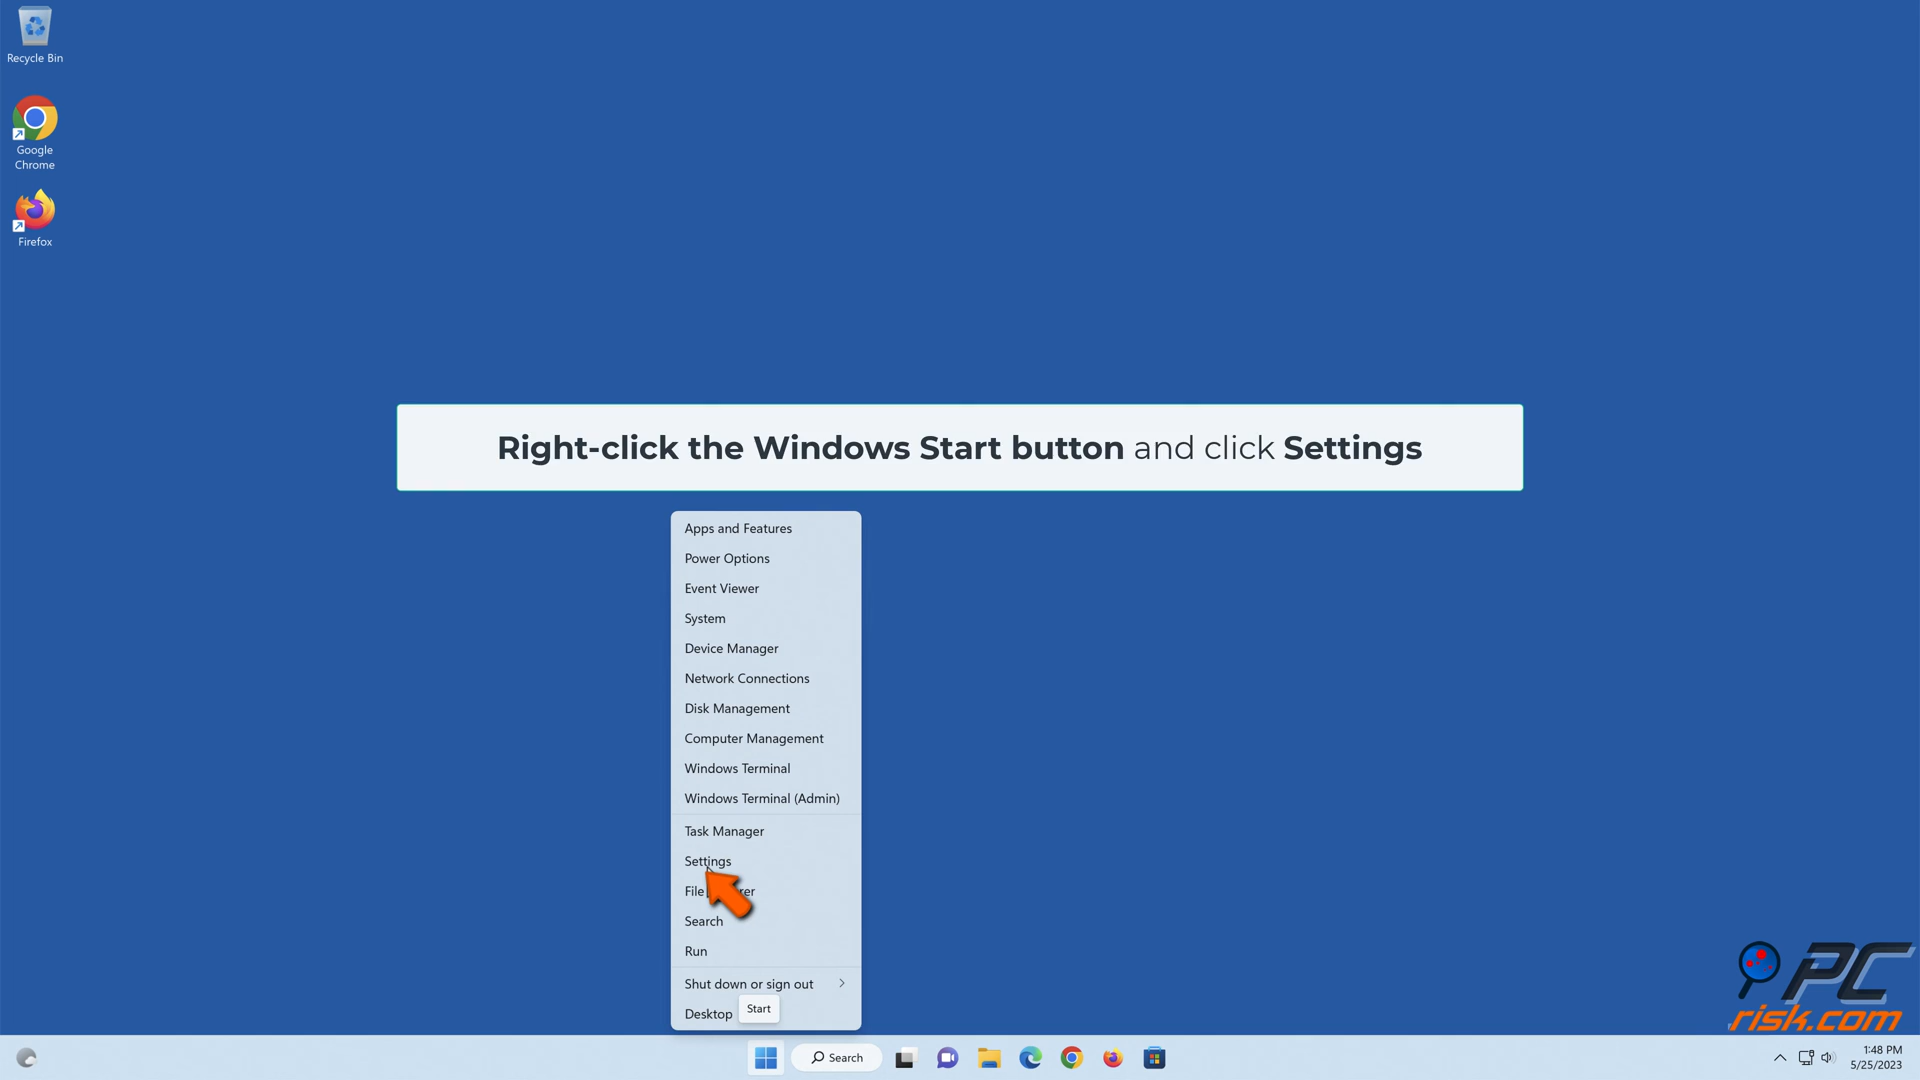 Recycle Bin
Google
Chrome
Firefox
Right-click the Windows Start button and click Settings
Apps and Features
Power Options
Event Viewer
System
Device Manager
Network Connections
Disk Management
Computer Management
Windows Terminal
Windows Terminal (Admin)
Task Manager
Settings
File
Search
Run
Shut down or sign out
Start
Desktop
PC
risk.com
Search
1:48 PM
5/25/2023